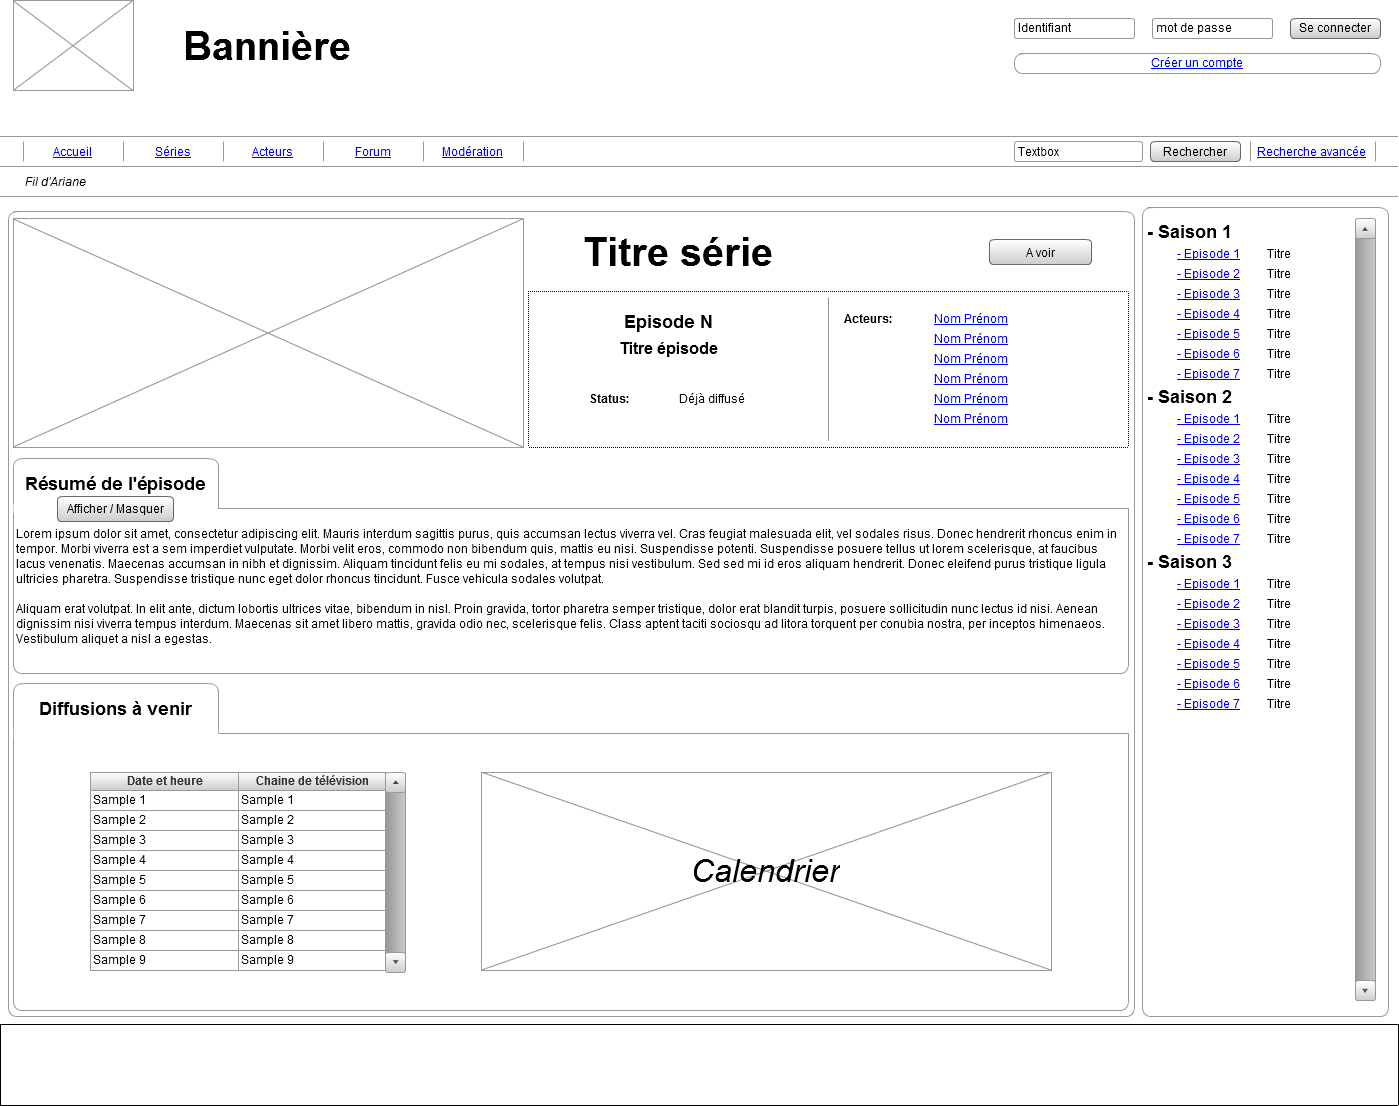 Bannière
Identifiant
mot de passe
Se connecter
Créer un compte
Accueil
Séries
Acteurs
Forum
Modération
Textbox
Rechercher
Recherche avancée
Fil d'Ariane
Titre série
A voir
Episode N
Titre épisode
Status: Déjà diffusé
Acteurs: Nom Prénom
Nom Prénom
Nom Prénom
Nom Prénom
Nom Prénom
Nom Prénom
Résumé de l'épisode
Afficher / Masquer
Lorem ipsum dolor sit amet, consectetur adipiscing elit. Mauris interdum sagittis purus, quis accumsan lectus viverra vel. Cras feugiat malesuada elit, vel sodales risus. Donec hendrerit rhoncus enim in
tempor. Morbi viverra est a sem imperdiet vulputate. Morbi velit eros, commodo non bibendum quis, mattis eu nisi. Suspendisse potenti. Suspendisse posuere tellus ut lorem scelerisque, at faucibus
lacus venenatis. Maecenas accumsan in nibh et dignissim. Aliquam tincidunt felis eu mi sodales, at tempus nisi vestibulum. Sed sed mi id eros aliquam hendrerit. Donec eleifend purus tristique ligula
ultricies pharetra. Suspendisse tristique nunc eget dolor rhoncus tincidunt. Fusce vehicula sodales volutpat.
Aliquam erat volutpat. In elit ante, dictum lobortis ultrices vitae, bibendum in nisl. Proin gravida, tortor pharetra semper tristique, dolor erat blandit turpis, posuere sollicitudin nunc lectus id nisi. Aenean
dignissim nisi viverra tempus interdum. Maecenas sit amet libero mattis, gravida odio nec, scelerisque felis. Class aptent taciti sociosqu ad litora torquent per conubia nostra, per inceptos himenaeos.
Vestibulum aliquet a nisl a egestas.
Diffusions à venir
Date et heure Chaine de télévision
Sample 1 Sample 1
Sample 2 Sample 2
Sample 3 Sample 3
Sample 4 Sample 4
Sample 5 Sample 5
Sample 6 Sample 6
Sample 7 Sample 7
Sample 8 Sample 8
Sample 9 Sample 9
Calendrier
- Saison 1
- Episode 1 Titre
- Episode 2 Titre
- Episode 3 Titre
- Episode 4 Titre
- Episode 5 Titre
- Episode 6 Titre
- Episode 7 Titre
- Saison 2
- Episode 1 Titre
- Episode 2 Titre
- Episode 3 Titre
- Episode 4 Titre
- Episode 5 Titre
- Episode 6 Titre
- Episode 7 Titre
- Saison 3
- Episode 1 Titre
- Episode 2 Titre
- Episode 3 Titre
- Episode 4 Titre
- Episode 5 Titre
- Episode 6 Titre
- Episode 7 Titre